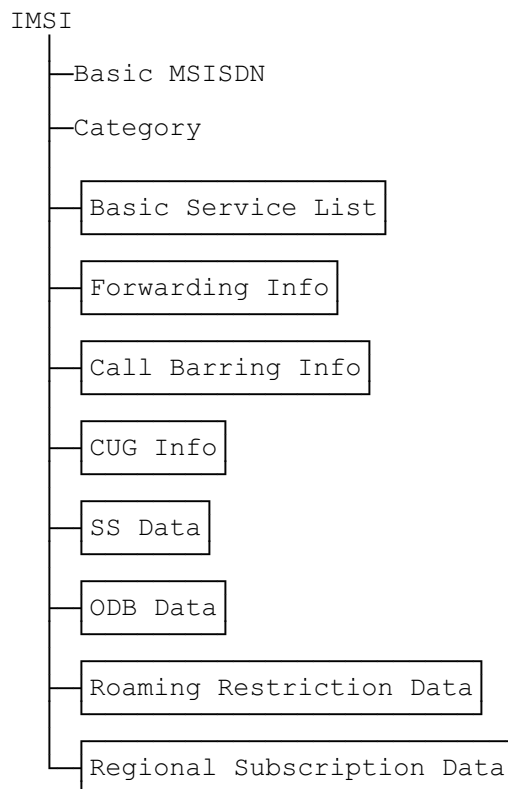 IMSI
Basic MSISDN
Category
Basic Service List
Forwarding Info
Call Barring Info
CUG Info
SS Data
ODB Data
Roaming Restriction Data
Regional Subscription Data